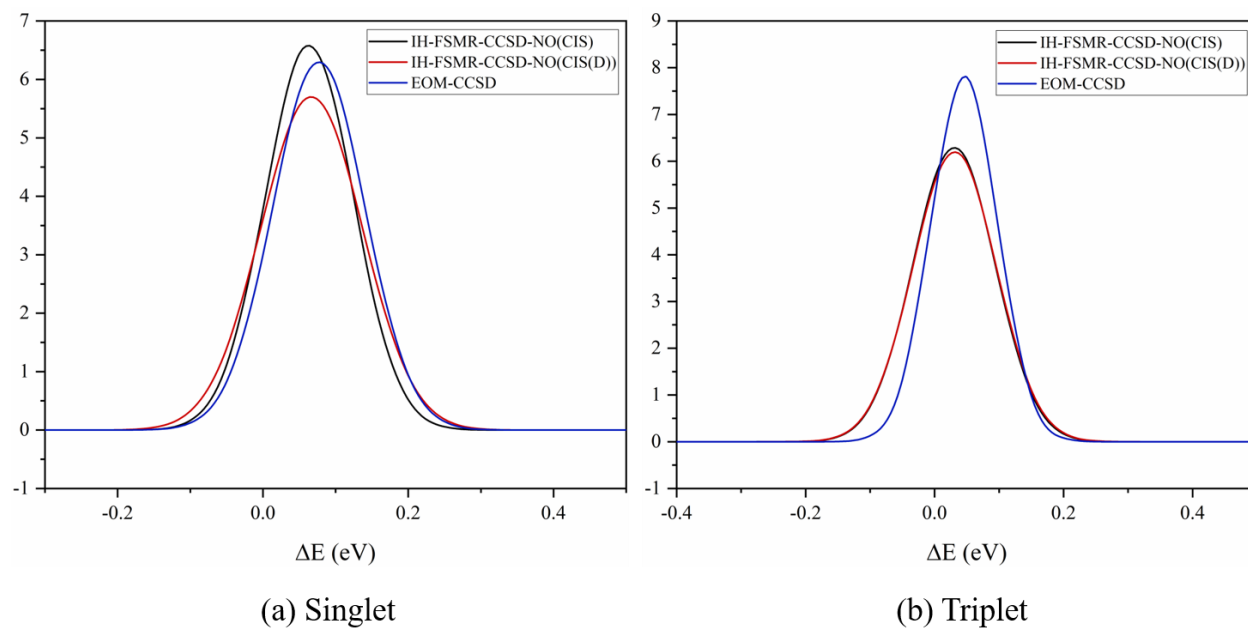 7
6
5
4
3
2
1
0
-1
-0.2
0.0
0.2
0.4
ΔE (eV)
IH-FSMR-CCSD-NO(CIS)
IH-FSMR-CCSD-NO(CIS(D))
EOM-CCSD
(a) Singlet
9
8
7
6
5
4
3
2
1
0
-1
-0.4
-0.2
0.0
0.2
0.4
ΔE (eV)
IH-FSMR-CCSD-NO(CIS)
IH-FSMR-CCSD-NO(CIS(D))
EOM-CCSD
(b) Triplet